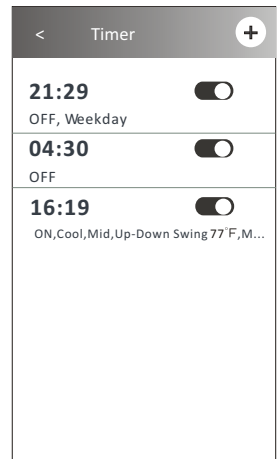 < Timer +
21:29
OFF, Weekday
04:30
OFF
16:19
ON,Cool,Mid,Up-Down Swing 77°F,M...